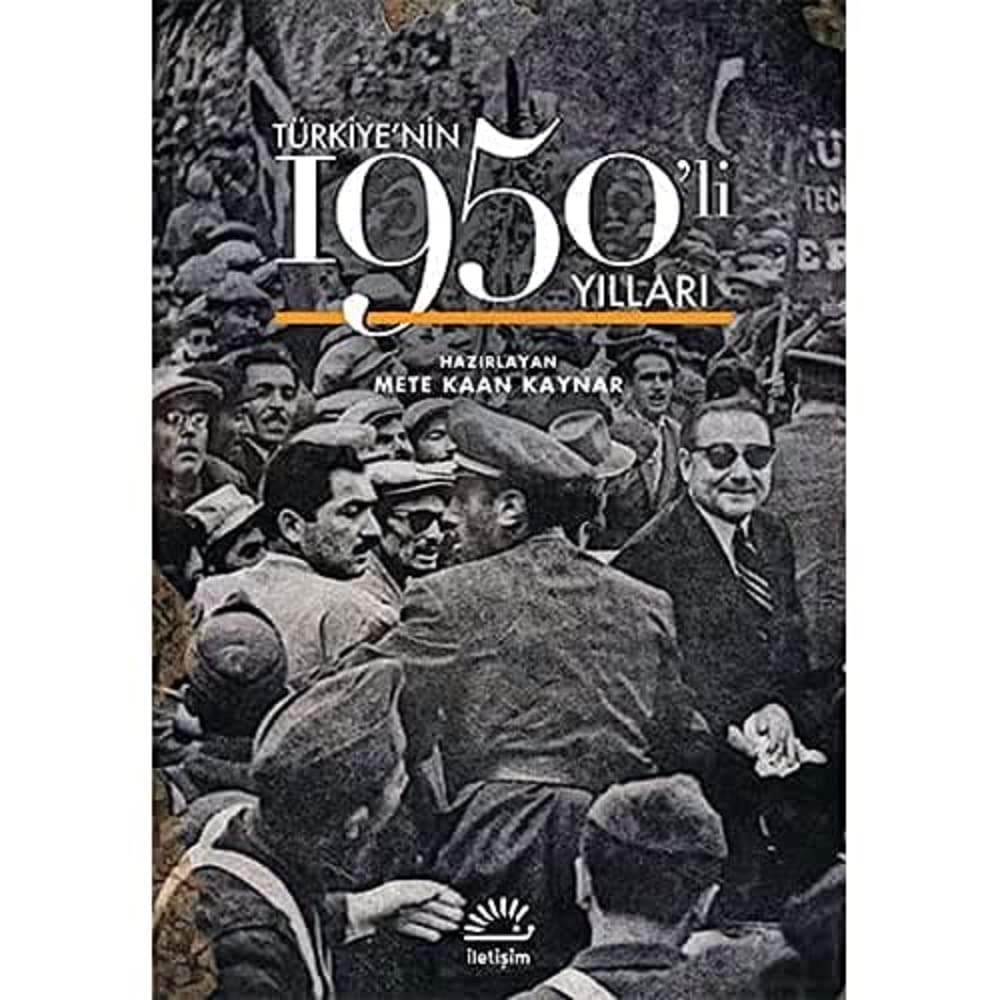 TÜRKİYE'NİN
1950'li
YILLARI
HAZIRLAYAN
METE KAAN KAYNAR
iletişim